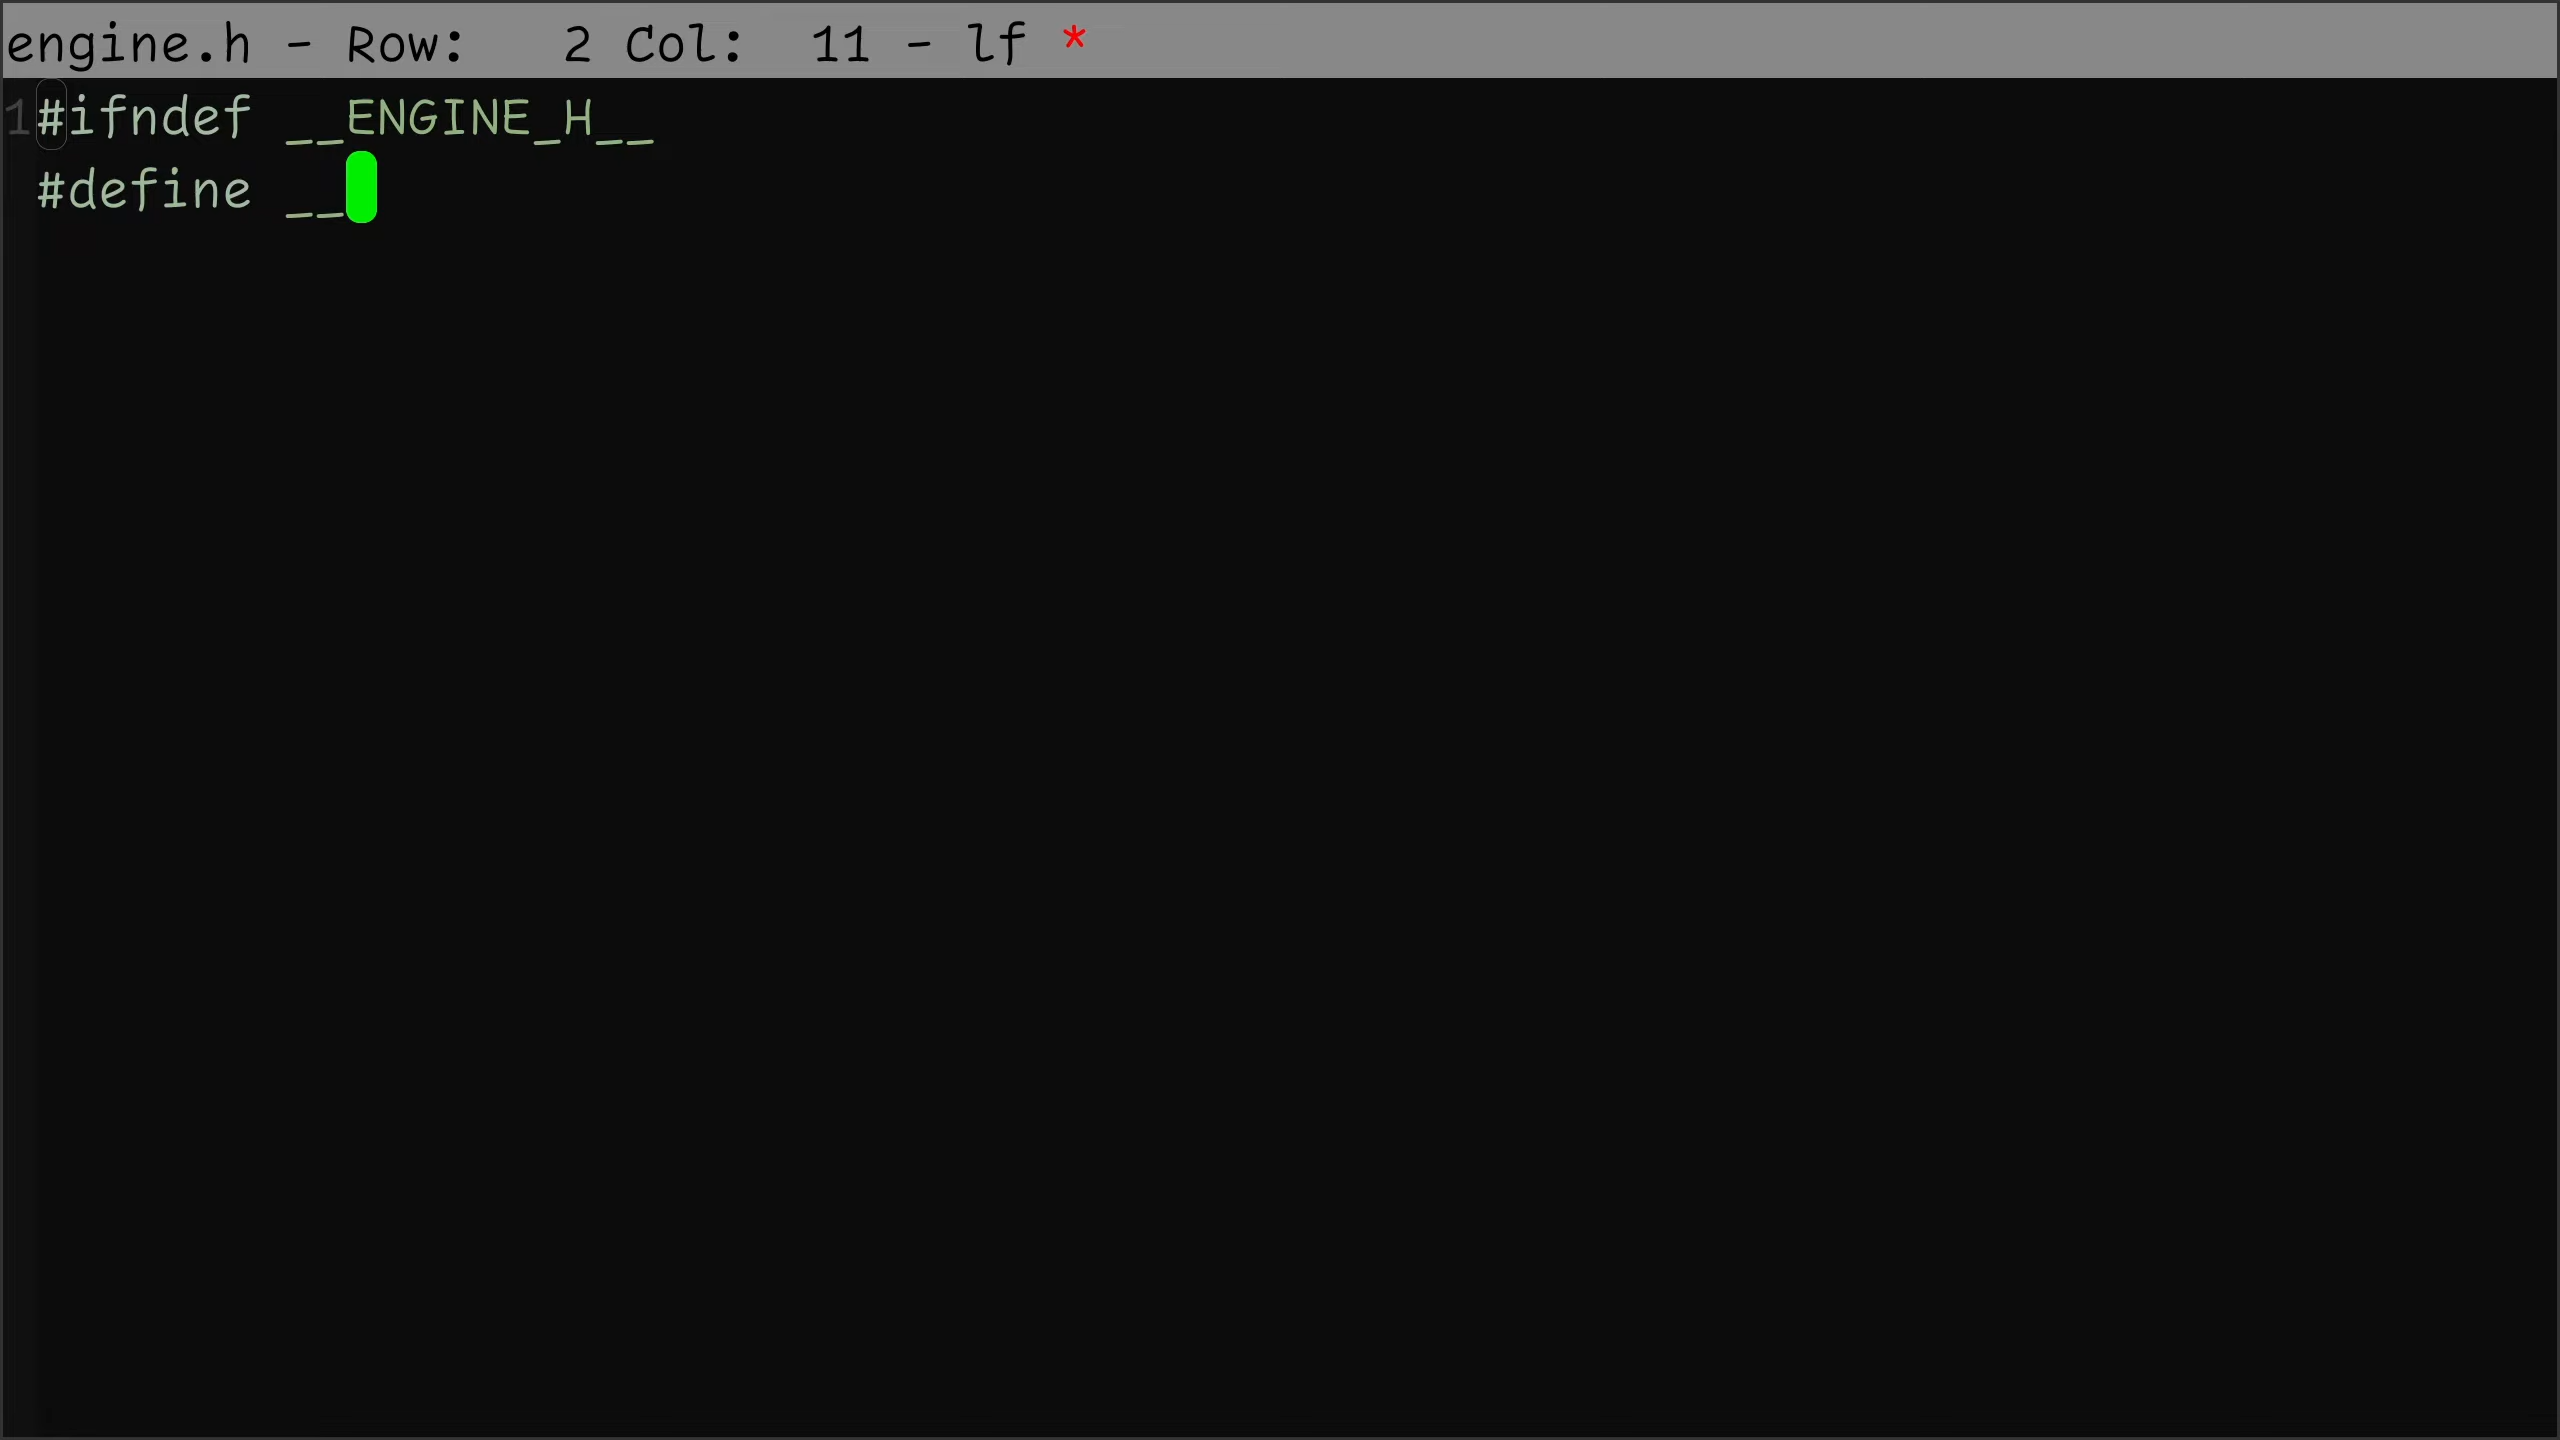 engine.h - Row:   2 Col:  11 - lf *
1#ifndef __ENGINE_H__
#define __